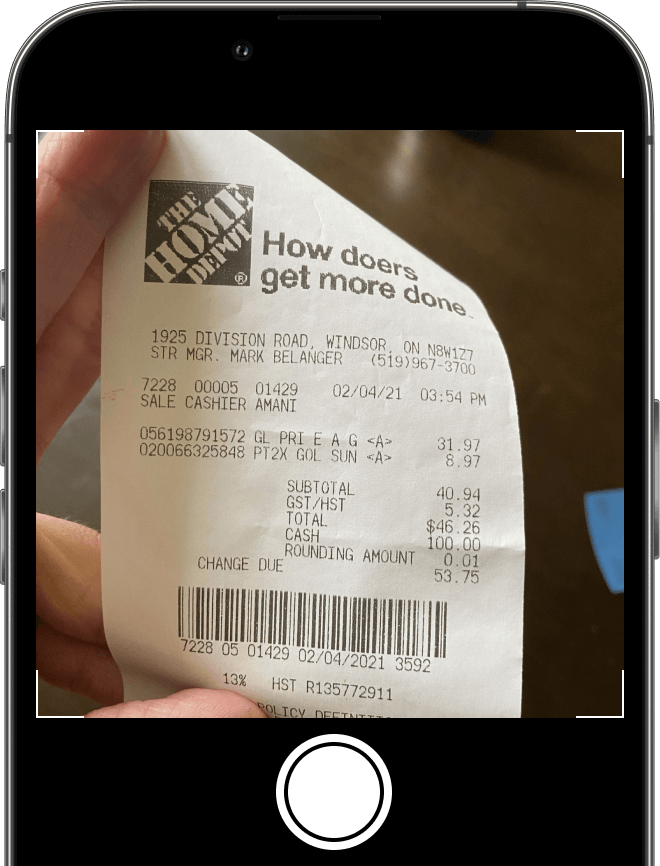 THE
HOME
DEPOT
®
How doers
get more done.
1925 DIVISION ROAD, WINDSOR, ON N8W1Z7
STR MGR. MARK BELANGER (519)967-3700
7228 00005 01429 02/04/21 03:54 PM
SALE CASHIER AMANI
056198791572 GL PRI E A G <A> 31.97
020066325848 PT2X GOL SUN <A> 8.97
SUBTOTAL 40.94
GST/HST 5.32
TOTAL $46.26
CASH 100.00
ROUNDING AMOUNT 0.01
CHANGE DUE 53.75
7228 05 01429 02/04/2021 3592
13% HST R135772911